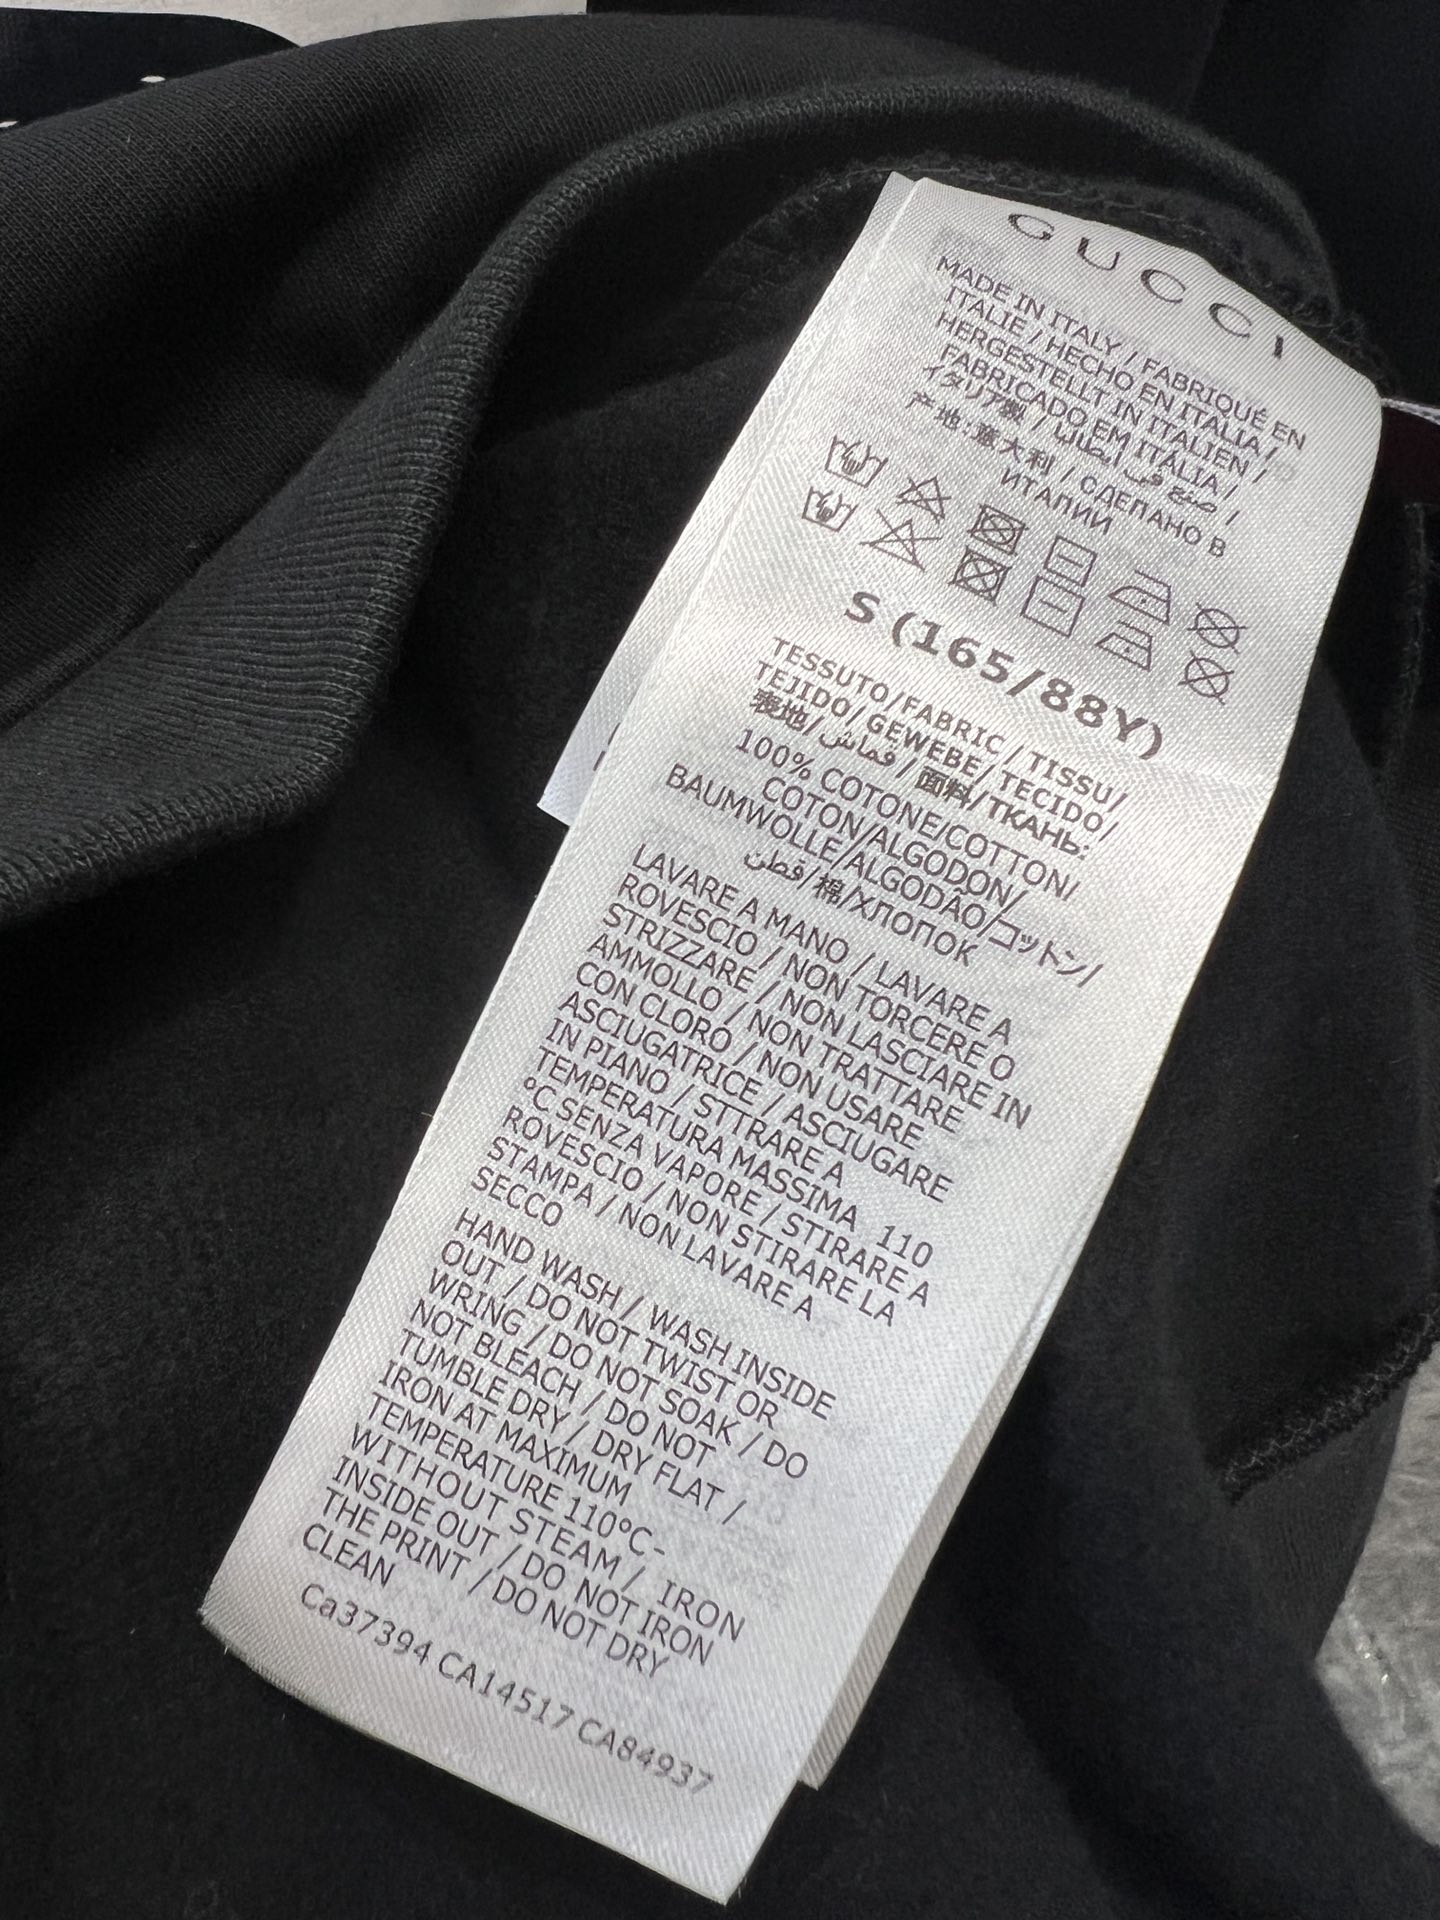 GUCCI
MADE IN ITALY / FABRIQUÉ EN
ITALIE / HECHO EN ITALIA /
HERGESTELLT IN ITALIEN /
FABRICADO EM ITÁLIA /
イタリア製 / صنع في إيطاليا /
产地:意大利 / СДЕЛАНО В
ИТАЛИИ
S (165/88Y)
TESSUTO/FABRIC/TISSU/
TEJIDO/GEWEBE/TECIDO/
表地/قماش/面料/ТКАНЬ:
100% COTONE/COTTON/
COTON/ALGODON/
BAUMWOLLE/ALGODÃO/コットン/
قطن/棉/ХЛОПОК
LAVARE A MANO / LAVARE A
ROVESCIO / NON TORCERE O
STRIZZARE / NON LASCIARE IN
AMMOLLO / NON TRATTARE
CON CLORO / NON USARE
ASCIUGATRICE / ASCIUGARE
IN PIANO / STTRARE A
TEMPERATURA MASSIMA 110
°C SENZA VAPORE / STIRARE A
ROVESCIO / NON STIRARE LA
STAMPA / NON LAVARE A
SECCO
HAND WASH / WASH INSIDE
OUT / DO NOT TWIST OR
WRING / DO NOT SOAK / DO
NOT BLEACH / DO NOT
TUMBLE DRY / DRY FLAT /
IRON AT MAXIMUM
TEMPERATURE 110°C-
WITHOUT STEAM / IRON
INSIDE OUT / DO NOT IRON
THE PRINT / DO NOT DRY
CLEAN
Ca37394 CA14517 CA84937